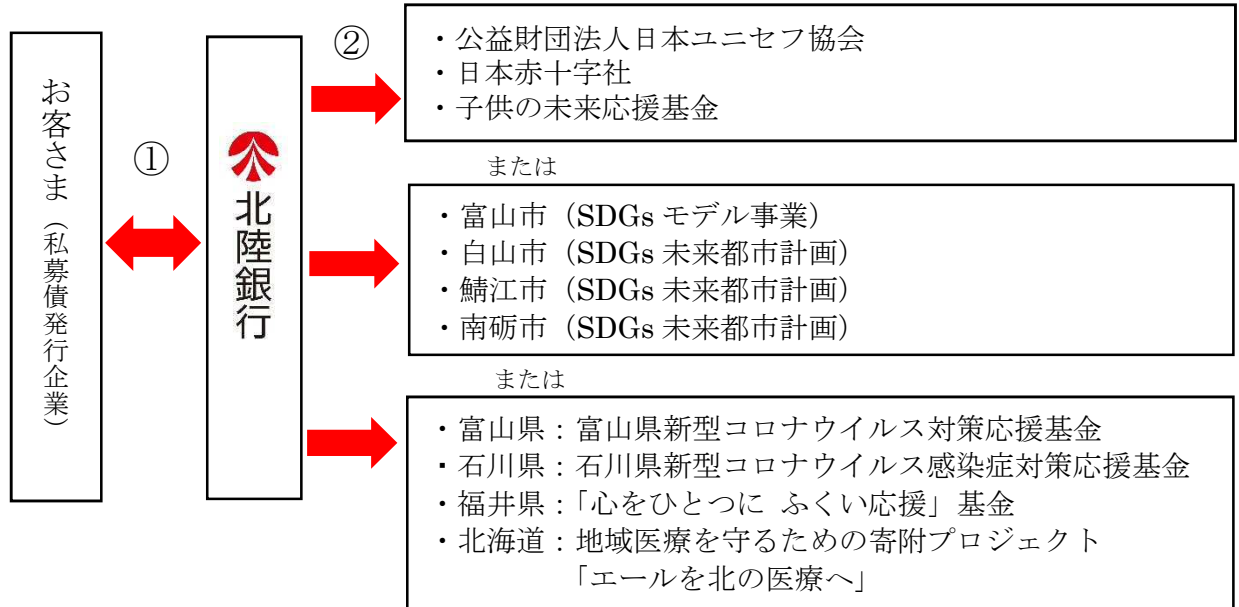 お客さま（私募債発行企業）
①
北陸銀行
②
・公益財団法人日本ユニセフ協会
・日本赤十字社
・子供の未来応援基金
または
・富山市（SDGs モデル事業）
・白山市（SDGs 未来都市計画）
・鯖江市（SDGs 未来都市計画）
・南砺市（SDGs 未来都市計画）
または
・富山県：富山県新型コロナウイルス対策応援基金
・石川県：石川県新型コロナウイルス感染症対策応援基金
・福井県：「心をひとつに ふくい応援」基金
・北海道：地域医療を守るための寄附プロジェクト
「エールを北の医療へ」